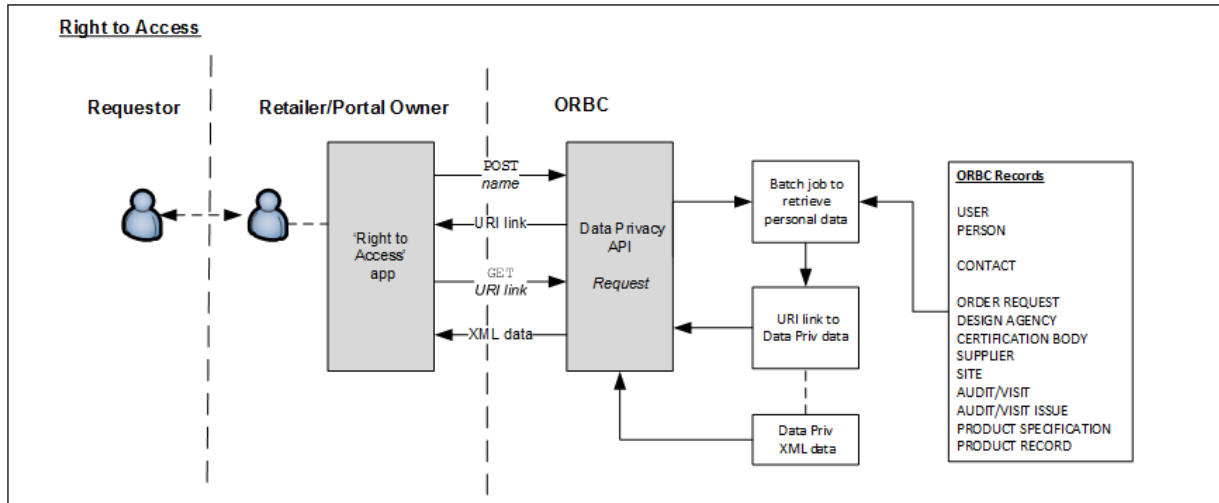 Right to Access
Requestor
Retailer/Portal Owner
ORBC
'Right to
Access'
app
POST
name
URI link
GET
URI link
XML data
Data Privacy
API
Request
Batch job to
retrieve
personal data
URI link to
Data Priv data
Data Priv
XML data
ORBC Records
USER
PERSON
CONTACT
ORDER REQUEST
DESIGN AGENCY
CERTIFICATION BODY
SUPPLIER
SITE
AUDIT/VISIT
AUDIT/VISIT ISSUE
PRODUCT SPECIFICATION
PRODUCT RECORD